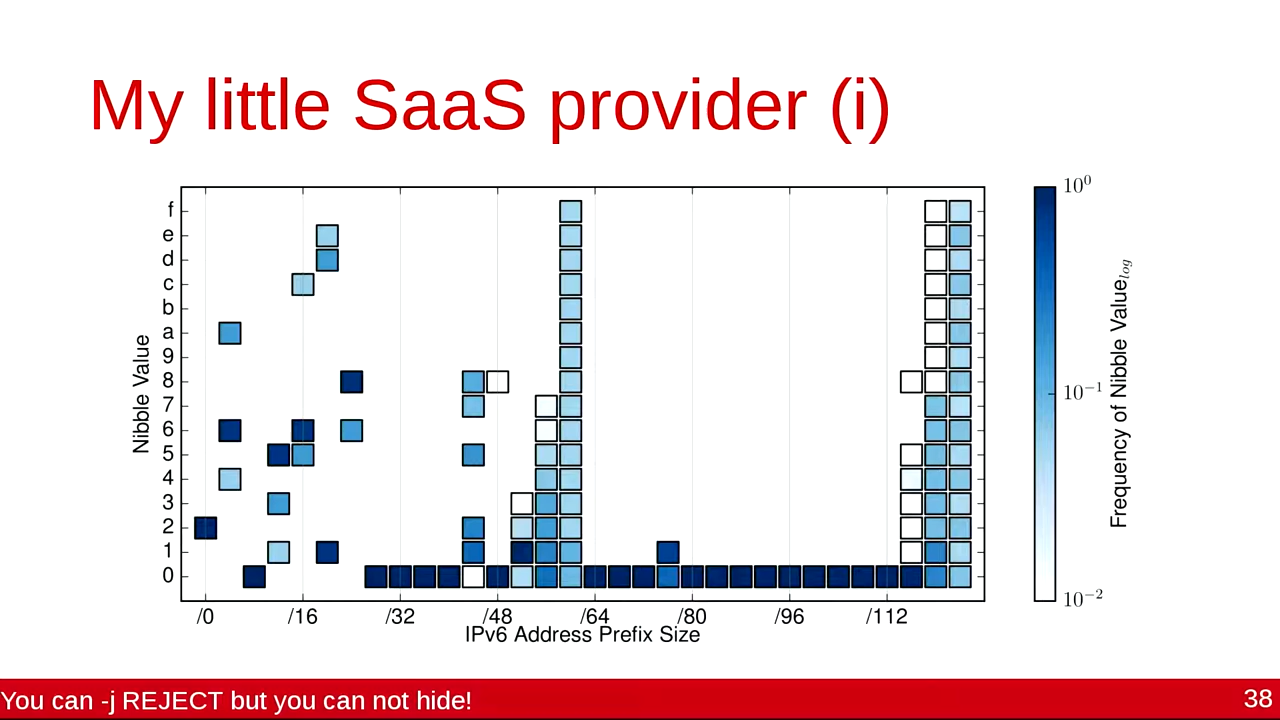 My little SaaS provider (i)
f
e
d
c
b
a
9
8
7
6
5
4
3
2
1
0
Nibble Value
/0 /16 /32 /48 /64 /80 /96 /112
IPv6 Address Prefix Size
10⁰
10⁻¹
10⁻²
Frequency of Nibble Value_log
You can -j REJECT but you can not hide!
38